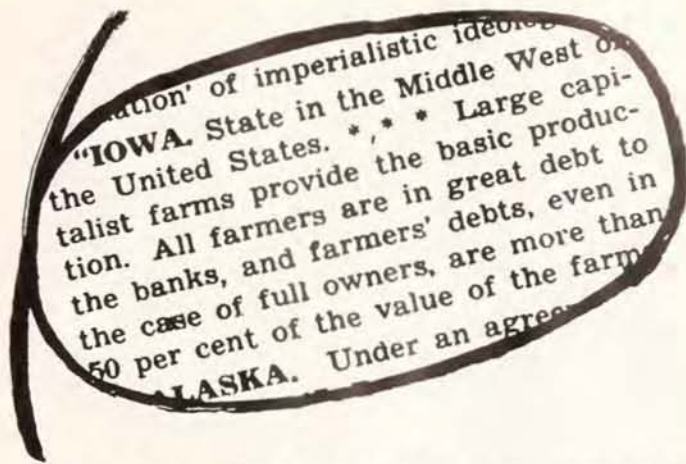 of imperialistic
"IOWA. State in the Middle West of
the United States. *,* * Large capi-
talist farms provide the basic produc-
tion. All farmers are in great debt to
the banks, and farmers' debts, even in
the case of full owners, are more than
50 per cent of the value of the farm
ALASKA. Under an